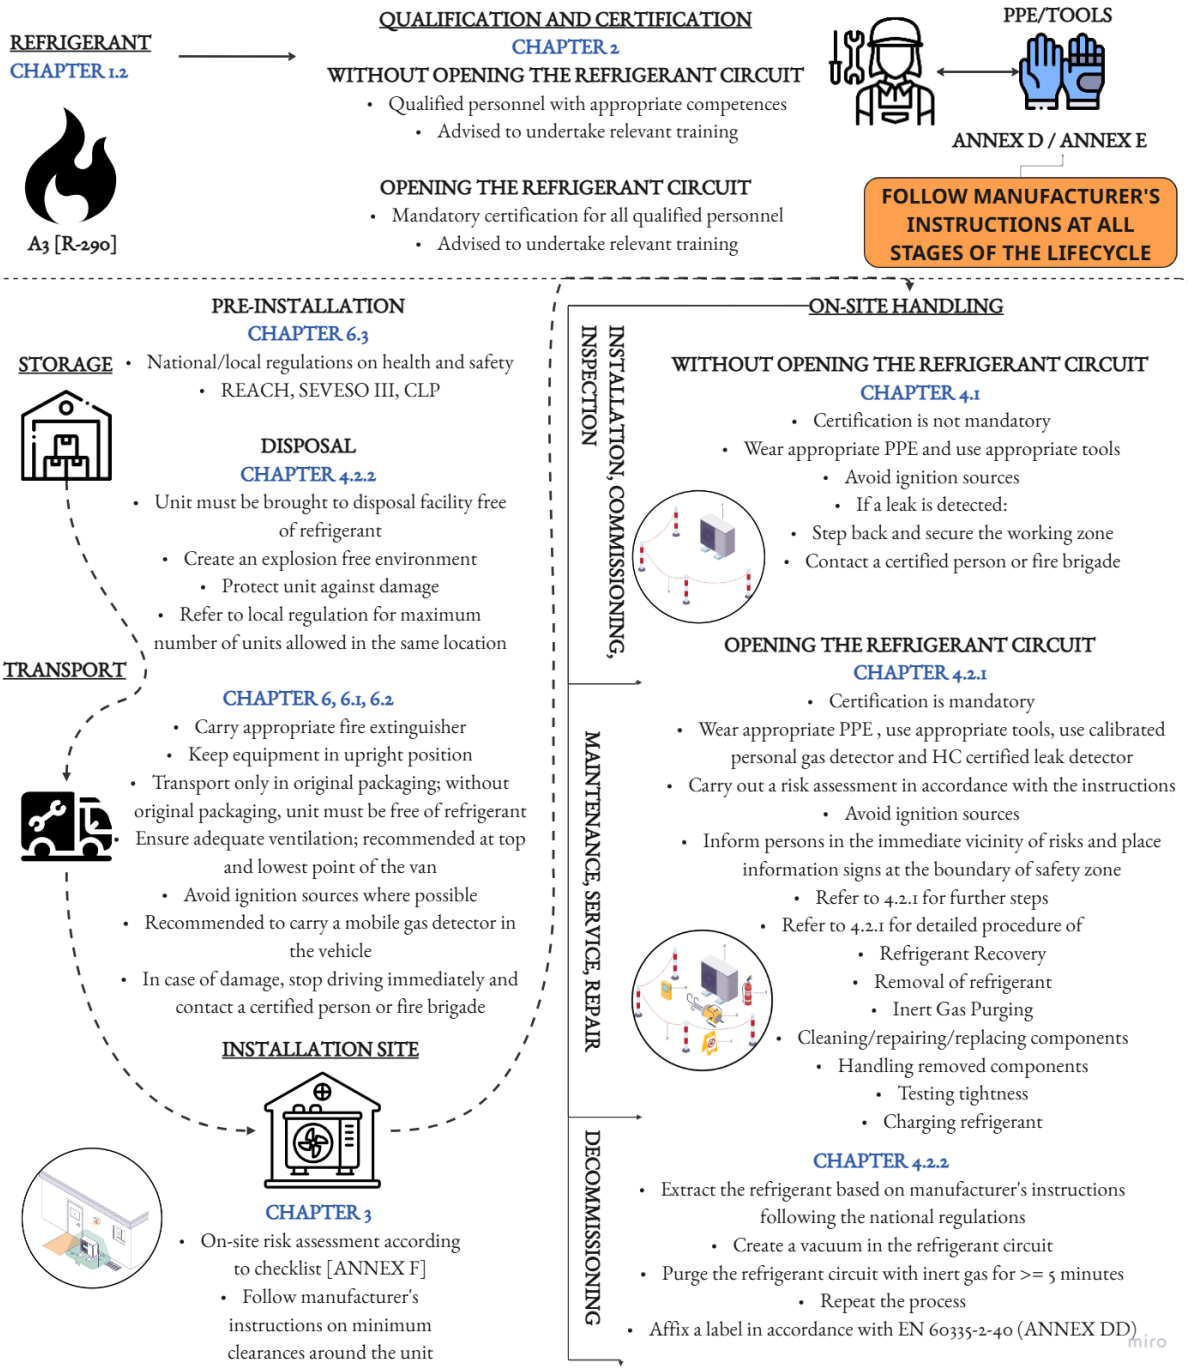 REFRIGERANT
CHAPTER 1.2
A3 [R-290]
QUALIFICATION AND CERTIFICATION
CHAPTER 2
WITHOUT OPENING THE REFRIGERANT CIRCUIT
• Qualified personnel with appropriate competences
• Advised to undertake relevant training
OPENING THE REFRIGERANT CIRCUIT
• Mandatory certification for all qualified personnel
• Advised to undertake relevant training
PPE/TOOLS
ANNEX D / ANNEX E
FOLLOW MANUFACTURER'S
INSTRUCTIONS AT ALL
STAGES OF THE LIFECYCLE
PRE-INSTALLATION
CHAPTER 6.3
STORAGE
• National/local regulations on health and safety
• REACH, SEVESO III, CLP
DISPOSAL
CHAPTER 4.2.2
• Unit must be brought to disposal facility free
of refrigerant
• Create an explosion free environment
• Protect unit against damage
• Refer to local regulation for maximum
number of units allowed in the same location
TRANSPORT
CHAPTER 6, 6.1, 6.2
• Carry appropriate fire extinguisher
• Keep equipment in upright position
• Transport only in original packaging; without
original packaging, unit must be free of refrigerant
• Ensure adequate ventilation; recommended at top
and lowest point of the van
• Avoid ignition sources where possible
• Recommended to carry a mobile gas detector in
the vehicle
• In case of damage, stop driving immediately and
contact a certified person or fire brigade
INSTALLATION SITE
CHAPTER 3
• On-site risk assessment according
to checklist [ANNEX F]
• Follow manufacturer's
instructions on minimum
clearances around the unit
ON-SITE HANDLING
INSTALLATION, COMMISSIONING,
INSPECTION
WITHOUT OPENING THE REFRIGERANT CIRCUIT
CHAPTER 4.1
• Certification is not mandatory
• Wear appropriate PPE and use appropriate tools
• Avoid ignition sources
• If a leak is detected:
• Step back and secure the working zone
• Contact a certified person or fire brigade
MAINTENANCE, SERVICE, REPAIR
OPENING THE REFRIGERANT CIRCUIT
CHAPTER 4.2.1
• Certification is mandatory
• Wear appropriate PPE , use appropriate tools, use calibrated
personal gas detector and HC certified leak detector
• Carry out a risk assessment in accordance with the instructions
• Avoid ignition sources
• Inform persons in the immediate vicinity of risks and place
information signs at the boundary of safety zone
• Refer to 4.2.1 for further steps
• Refer to 4.2.1 for detailed procedure of
• Refrigerant Recovery
• Removal of refrigerant
• Inert Gas Purging
• Cleaning/repairing/replacing components
• Handling removed components
• Testing tightness
• Charging refrigerant
DECOMMISSIONING
CHAPTER 4.2.2
• Extract the refrigerant based on manufacturer's instructions
following the national regulations
• Create a vacuum in the refrigerant circuit
• Purge the refrigerant circuit with inert gas for >= 5 minutes
• Repeat the process
• Affix a label in accordance with EN 60335-2-40 (ANNEX DD)
miro